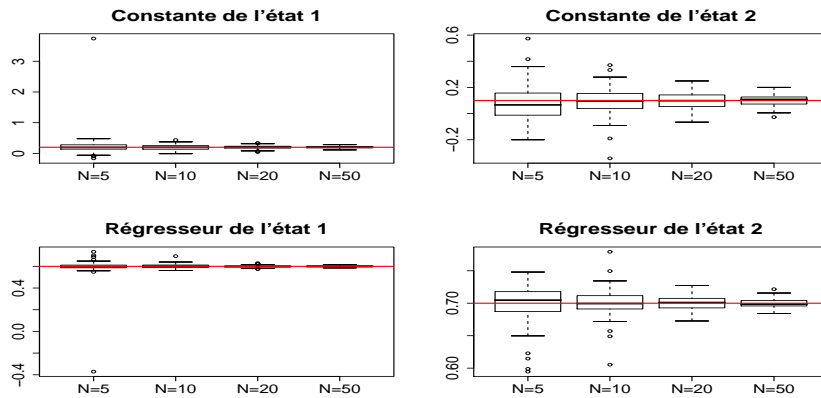 Constante de l'état 1
3
2
1
0
N=5 N=10 N=20 N=50
Constante de l'état 2
0.6
0.2
−0.2
N=5 N=10 N=20 N=50
Régresseur de l'état 1
0.4
0.0
−0.4
N=5 N=10 N=20 N=50
Régresseur de l'état 2
0.70
0.60
N=5 N=10 N=20 N=50